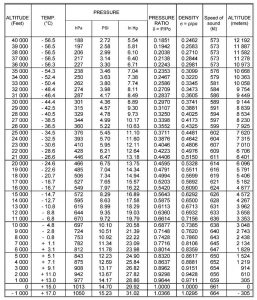 ALTITUDE (Feet) TEMP. (°C) PRESSURE PRESSURE RATIO δ = P/Po DENSITY σ = ρ/ρo Speed of sound (kt) ALTITUDE (meters)
hPa PSI In.Hg
40 000 - 56.5 188 2.72 5.54 0.1851 0.2462 573 12 192
39 000 - 56.5 197 2.58 5.81 0.1942 0.2583 573 11 887
38 000 - 56.5 206 2.99 6.10 0.2038 0.2710 573 11 582
37 000 - 56.5 217 3.14 6.40 0.2138 0.2844 573 11 278
36 000 - 56.3 227 3.30 6.71 0.2243 0.2981 573 10 973
35 000 - 54.3 238 3.46 7.04 0.2353 0.3099 576 10 668
34 000 - 52.4 250 3.63 7.38 0.2467 0.3220 579 10 363
33 000 - 50.4 262 3.80 7.74 0.2586 0.3345 581 10 058
32 000 - 48.4 274 3.98 8.11 0.2709 0.3473 584 9 754
31 000 - 46.4 287 4.17 8.49 0.2837 0.3605 586 9 449
30 000 - 44.4 301 4.36 8.89 0.2970 0.3741 589 9 144
29 000 - 42.5 315 4.57 9.30 0.3107 0.3881 591 8 839
28 000 - 40.5 329 4.78 9.73 0.3250 0.4025 594 8 534
27 000 - 38.5 344 4.99 10.17 0.3398 0.4173 597 8 230
26 000 - 36.5 360 5.22 10.63 0.3552 0.4325 599 7 925
25 000 - 34.5 376 5.45 11.10 0.3711 0.4481 602 7 620
24 000 - 32.5 393 5.70 11.60 0.3876 0.4642 604 7 315
23 000 - 30.6 410 5.95 12.11 0.4046 0.4806 607 7 010
22 000 - 28.6 428 6.21 12.64 0.4223 0.4976 609 6 706
21 000 - 26.6 446 6.47 13.18 0.4406 0.5150 611 6 401
20 000 - 24.6 466 6.75 13.75 0.4595 0.5328 614 6 096
19 000 - 22.6 485 7.04 14.34 0.4791 0.5511 616 5 791
18 000 - 20.7 506 7.34 14.94 0.4994 0.5699 619 5 406
17 000 - 18.7 527 7.65 15.57 0.5203 0.5892 621 5 182
16 000 - 16.7 549 7.97 16.22 0.5420 0.6090 624 4 877
15 000 - 14.7 572 8.29 16.89 0.5643 0.6292 626 4 572
14 000 - 12.7 595 8.63 17.58 0.5875 0.6500 628 4 267
13 000 - 10.8 619 8.99 18.29 0.6113 0.6713 631 3 962
12 000 - 8.8 644 9.35 19.03 0.6360 0.6932 633 3 658
11 000 - 6.8 670 9.72 19.79 0.6614 0.7156 636 3 353
10 000 - 4.8 697 10.10 20.58 0.6877 0.7385 638 3 048
9 000 - 2.8 724 10.51 21.39 0.7148 0.7620 640 2 743
8 000 - 0.8 753 10.92 22.22 0.7428 0.7860 643 2 438
7 000 + 1.1 782 11.34 23.09 0.7716 0.8106 645 2 134
6 000 + 3.1 812 11.78 23.98 0.8014 0.8359 647 1 829
5 000 + 5.1 843 12.23 24.90 0.8320 0.8617 650 1 524
4 000 + 7.1 875 12.69 25.84 0.8637 0.8881 652 1 219
3 000 + 9.1 908 13.17 26.82 0.8962 0.9151 654 914
2 000 + 11.0 942 13.67 27.82 0.9298 0.9428 656 610
1 000 + 13.0 977 14.17 28.86 0.9644 0.9711 659 305
0 + 15.0 1013 14.70 29.92 1.0000 1.0000 661 0
- 1 000 + 17.0 1050 15.23 31.02 1.0366 1.0295 664 - 305